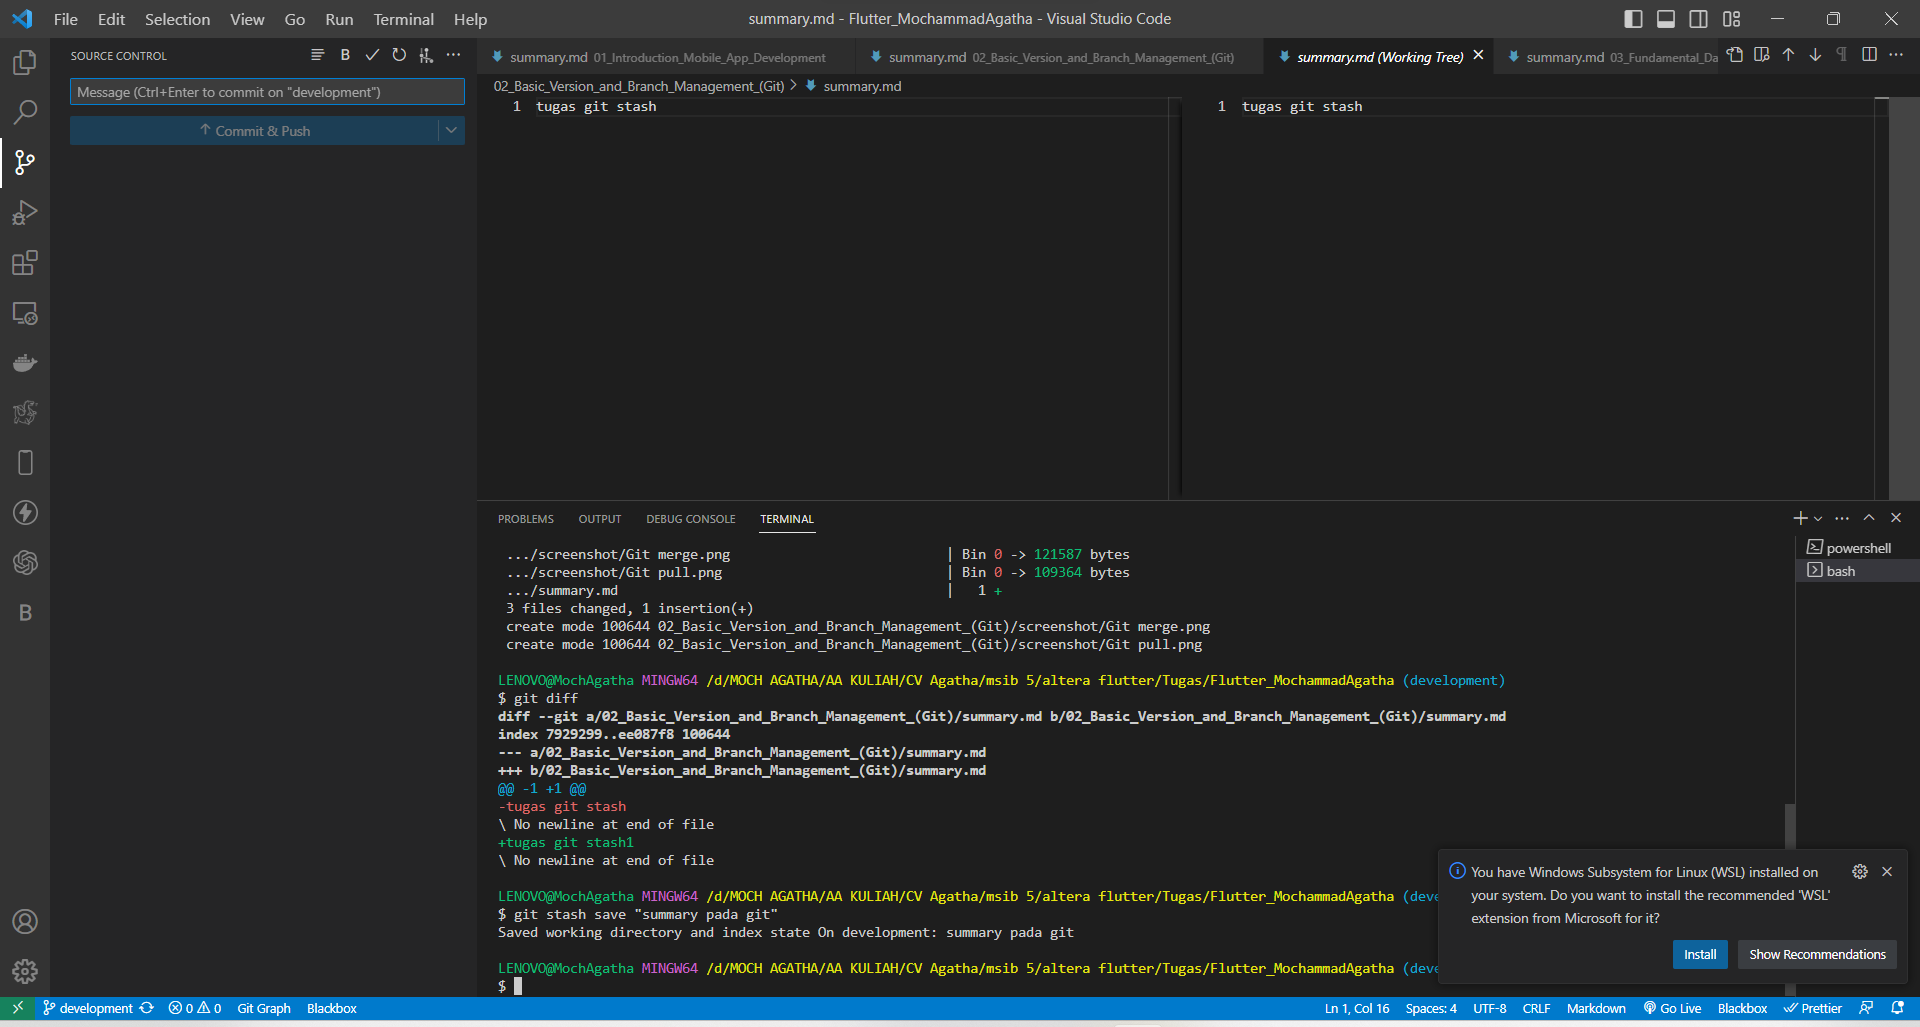 File Edit Selection View Go Run Terminal Help
summary.md - Flutter_MochammadAgatha - Visual Studio Code
SOURCE CONTROL
B
Message (Ctrl+Enter to commit on "development")
Commit & Push
summary.md 01_Introduction_Mobile_App_Development
summary.md 02_Basic_Version_and_Branch_Management_(Git)
summary.md (Working Tree)
summary.md 03_Fundamental_Da
02_Basic_Version_and_Branch_Management_(Git) > summary.md
1 tugas git stash
1 tugas git stash
PROBLEMS OUTPUT DEBUG CONSOLE TERMINAL
powershell
bash
.../screenshot/Git merge.png | Bin 0 -> 121587 bytes
.../screenshot/Git pull.png | Bin 0 -> 109364 bytes
.../summary.md | 1 +
3 files changed, 1 insertion(+)
create mode 100644 02_Basic_Version_and_Branch_Management_(Git)/screenshot/Git merge.png
create mode 100644 02_Basic_Version_and_Branch_Management_(Git)/screenshot/Git pull.png
LENOVO@MochAgatha MINGW64 /d/MOCH AGATHA/AA KULIAH/CV Agatha/msib 5/altera flutter/Tugas/Flutter_MochammadAgatha (development)
$ git diff
diff --git a/02_Basic_Version_and_Branch_Management_(Git)/summary.md b/02_Basic_Version_and_Branch_Management_(Git)/summary.md
index 7929299..ee087f8 100644
--- a/02_Basic_Version_and_Branch_Management_(Git)/summary.md
+++ b/02_Basic_Version_and_Branch_Management_(Git)/summary.md
@@ -1 +1 @@
-tugas git stash
\ No newline at end of file
+tugas git stash1
\ No newline at end of file
LENOVO@MochAgatha MINGW64 /d/MOCH AGATHA/AA KULIAH/CV Agatha/msib 5/altera flutter/Tugas/Flutter_MochammadAgatha (deve
$ git stash save "summary pada git"
Saved working directory and index state On development: summary pada git
LENOVO@MochAgatha MINGW64 /d/MOCH AGATHA/AA KULIAH/CV Agatha/msib 5/altera flutter/Tugas/Flutter_MochammadAgatha (deve
$
You have Windows Subsystem for Linux (WSL) installed on
your system. Do you want to install the recommended 'WSL'
extension from Microsoft for it?
Install Show Recommendations
B
development 0 0 Git Graph Blackbox
Ln 1, Col 16 Spaces: 4 UTF-8 CRLF Markdown Go Live Blackbox Prettier